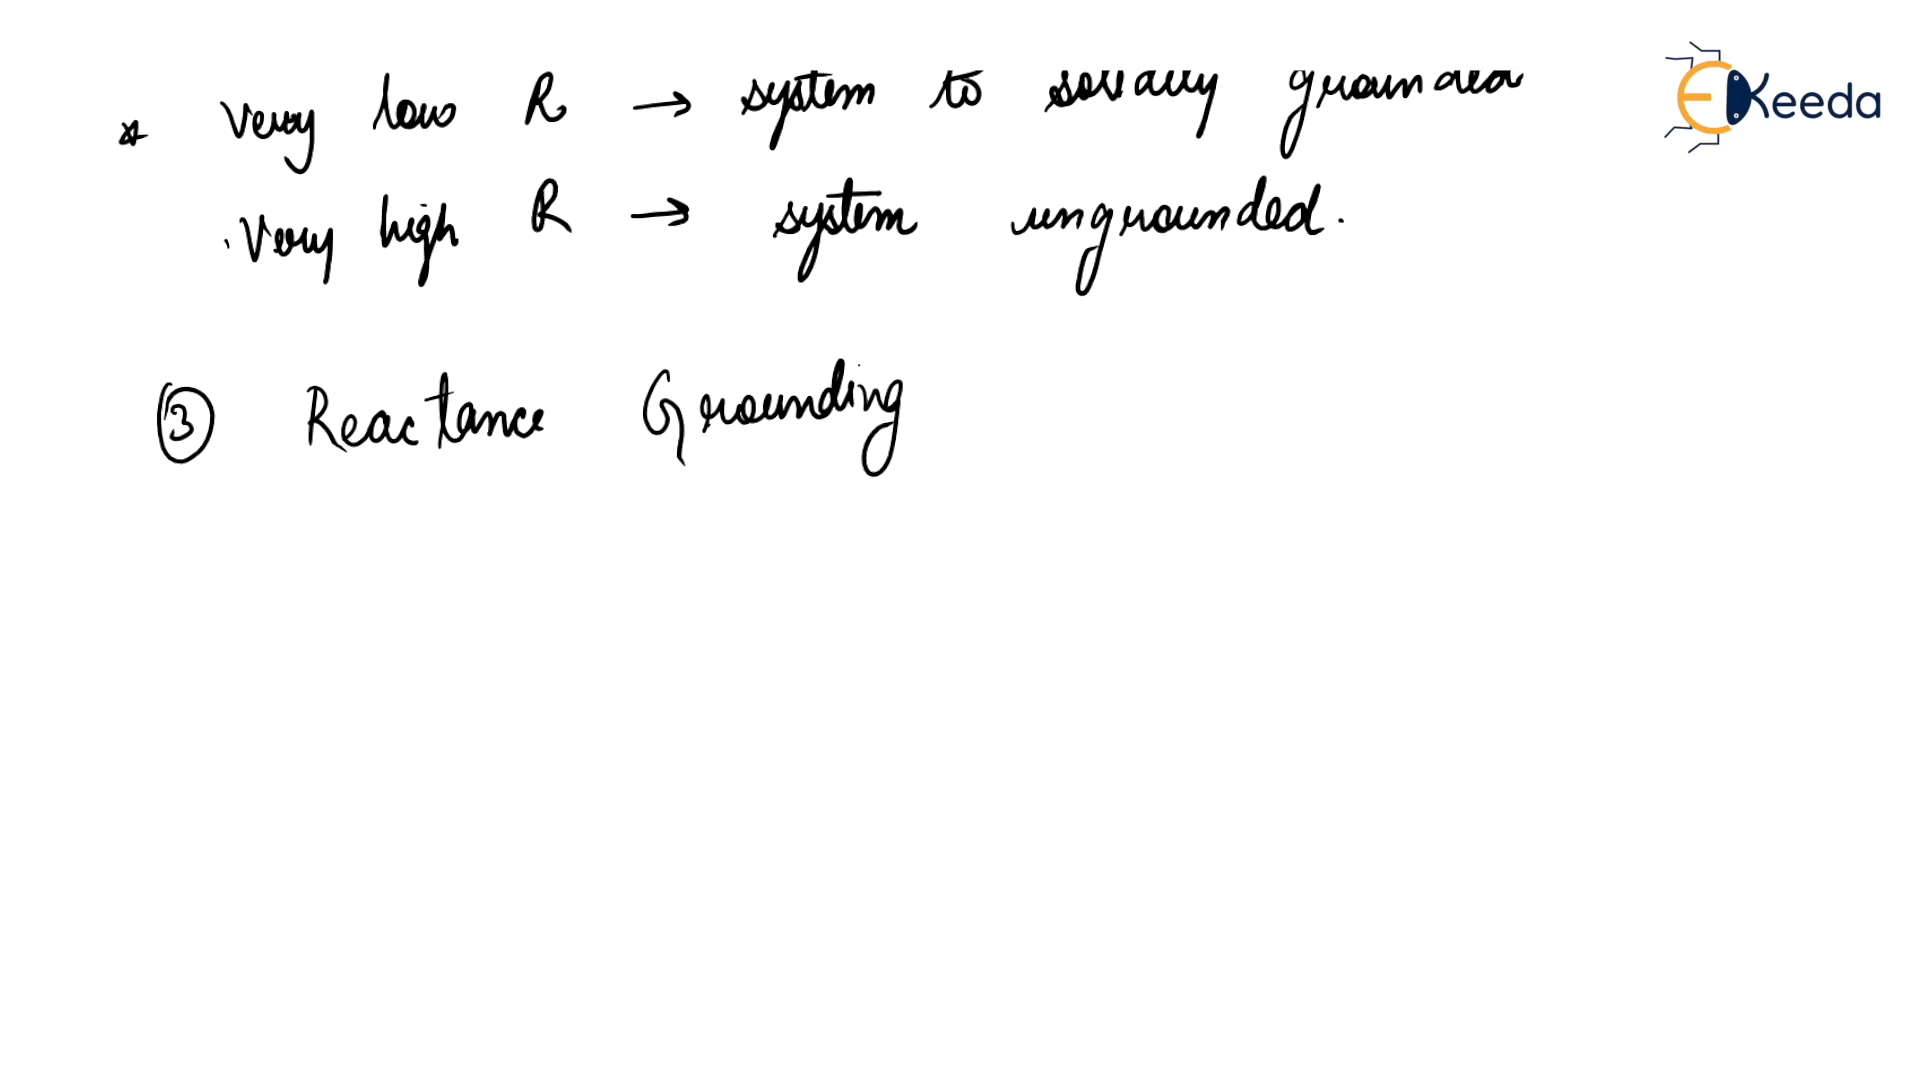 * Very low R → system to solidly grounded
EKeeda
. Very high R → system ungrounded.
③ Reactance Grounding